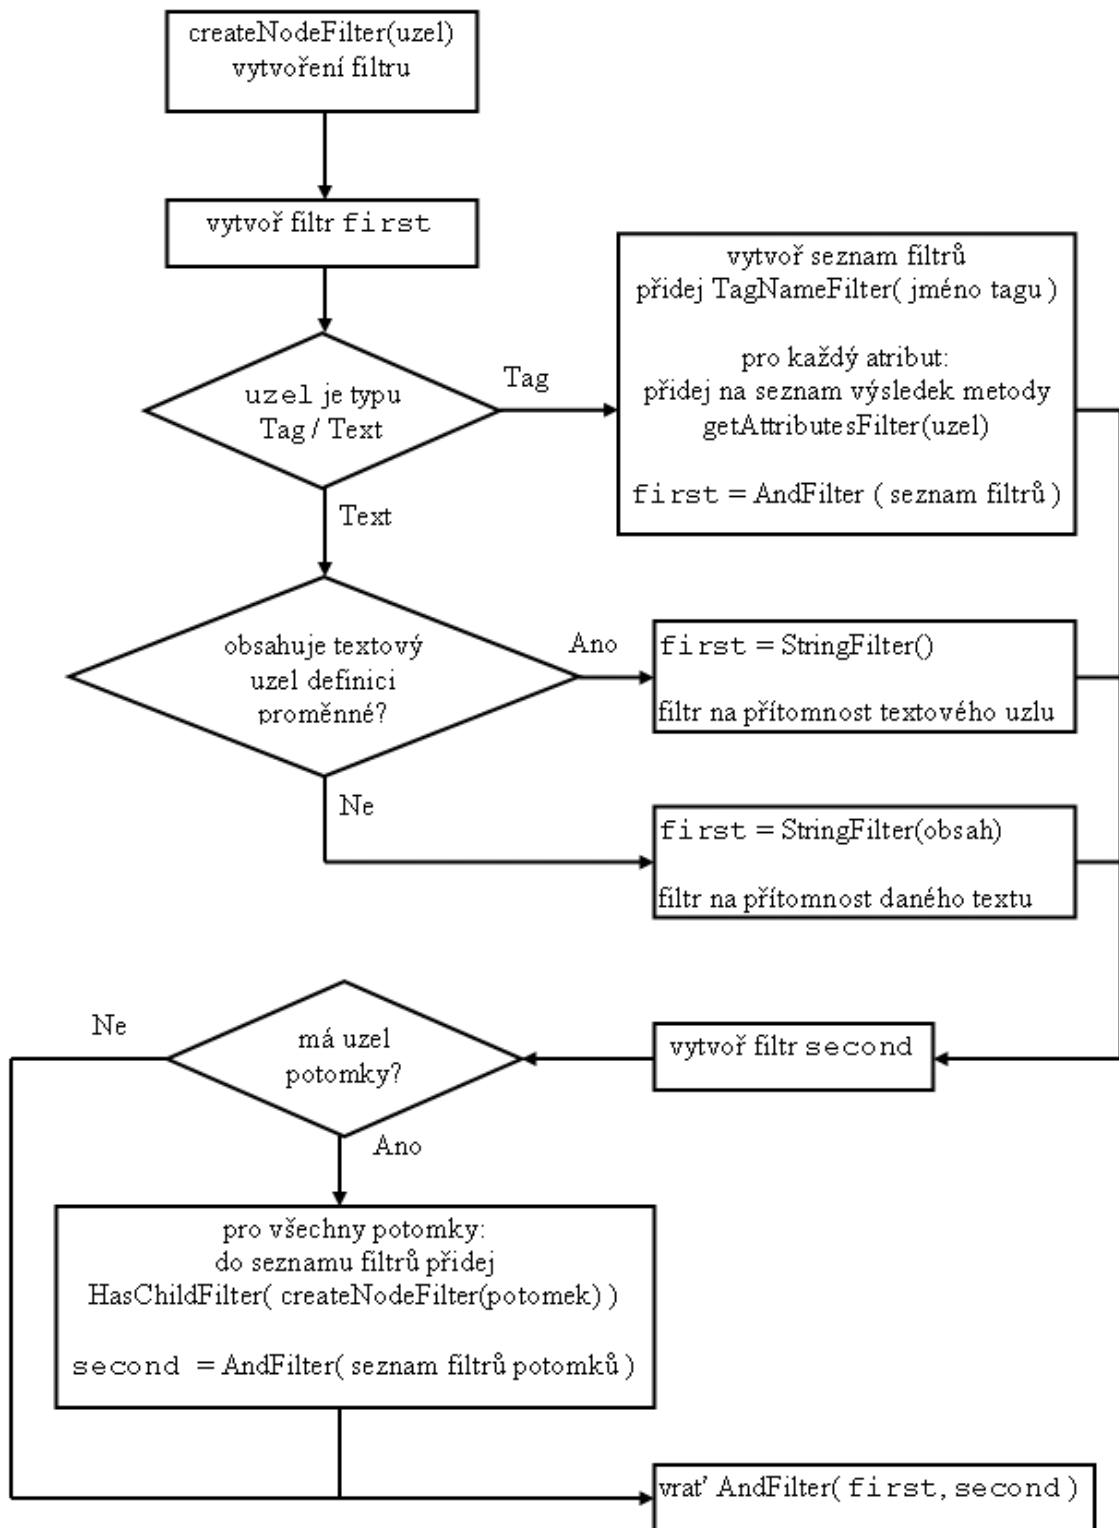 createNodeFilter(uzel)
vytvoření filtru
vytvoř filtr first
vytvoř seznam filtrů
přidej TagNameFilter( jméno tagu )
pro každý atribut:
přidej na seznam výsledek metody
getAttributesFilter(uzel)
first = AndFilter ( seznam filtrů )
uzel je typu
Tag / Text
Tag
Text
obsahuje textový
uzel definici
proměnné?
Ano
first = StringFilter()
filtr na přítomnost textového uzlu
Ne
first = StringFilter(obsah)
filtr na přítomnost daného textu
vytvoř filtr second
má uzel
potomky?
Ne
Ano
pro všechny potomky:
do seznamu filtrů přidej
HasChildFilter( createNodeFilter(potomek) )
second = AndFilter( seznam filtrů potomků )
vrať AndFilter( first, second )